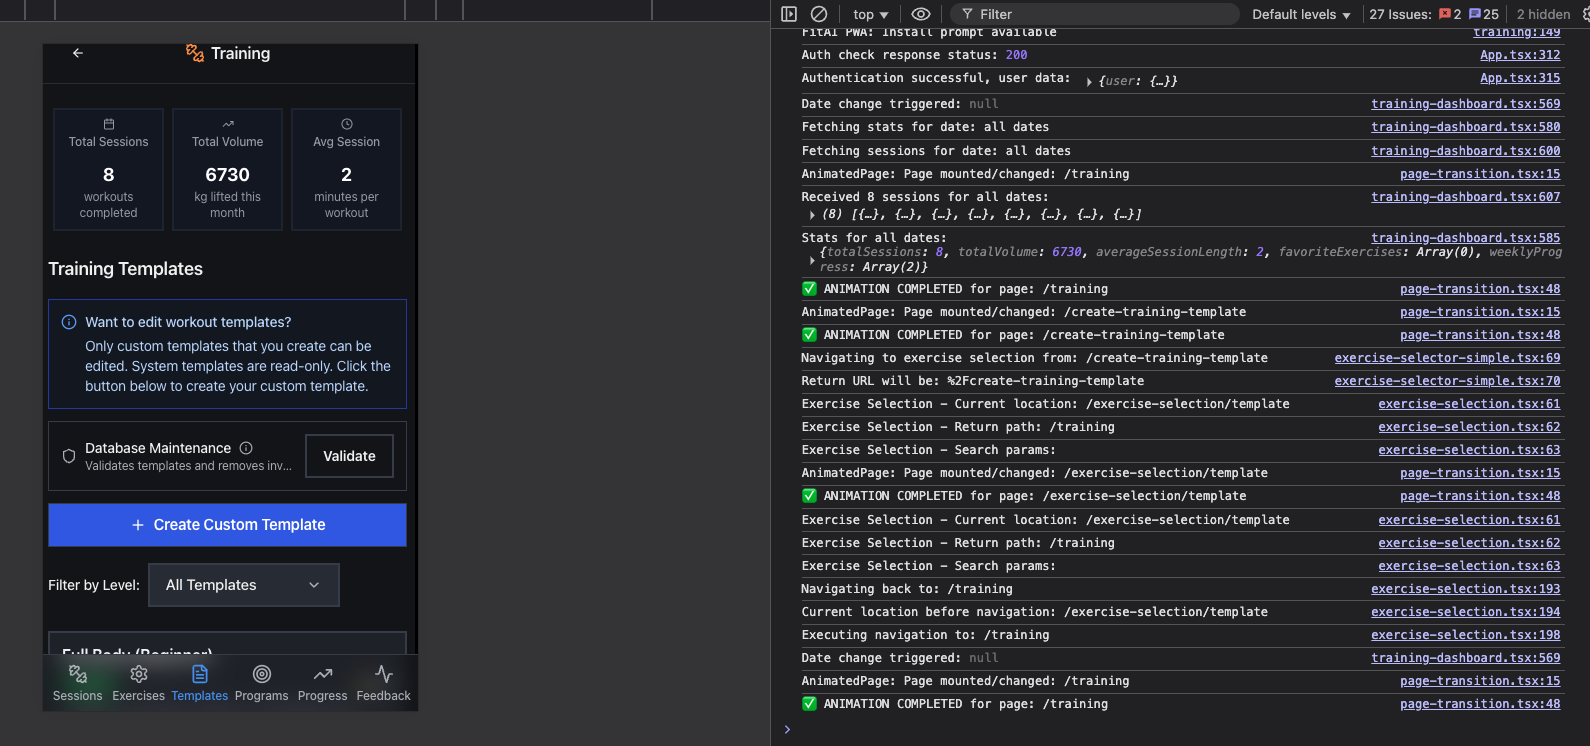 Training
Total Sessions
8
workouts
completed
Total Volume
6730
kg lifted this
month
Avg Session
2
minutes per
workout
Training Templates
Want to edit workout templates?
Only custom templates that you create can be
edited. System templates are read-only. Click the
button below to create your custom template.
Database Maintenance
Validates templates and removes inv...
Validate
+ Create Custom Template
Filter by Level:
All Templates
Full Body (Beginner)
Sessions
Exercises
Templates
Programs
Progress
Feedback
top
Filter
Default levels
27 Issues: 2 25
2 hidden
FitAI PWA: Install prompt available training:149
Auth check response status: 200 App.tsx:312
Authentication successful, user data: {user: {…}} App.tsx:315
Date change triggered: null training-dashboard.tsx:569
Fetching stats for date: all dates training-dashboard.tsx:580
Fetching sessions for date: all dates training-dashboard.tsx:600
AnimatedPage: Page mounted/changed: /training page-transition.tsx:15
Received 8 sessions for all dates: training-dashboard.tsx:607
(8) [{…}, {…}, {…}, {…}, {…}, {…}, {…}, {…}]
Stats for all dates: training-dashboard.tsx:585
{totalSessions: 8, totalVolume: 6730, averageSessionLength: 2, favoriteExercises: Array(0), weeklyProg
ress: Array(2)}
✅ ANIMATION COMPLETED for page: /training page-transition.tsx:48
AnimatedPage: Page mounted/changed: /create-training-template page-transition.tsx:15
✅ ANIMATION COMPLETED for page: /create-training-template page-transition.tsx:48
Navigating to exercise selection from: /create-training-template exercise-selector-simple.tsx:69
Return URL will be: %2Fcreate-training-template exercise-selector-simple.tsx:70
Exercise Selection - Current location: /exercise-selection/template exercise-selection.tsx:61
Exercise Selection - Return path: /training exercise-selection.tsx:62
Exercise Selection - Search params: exercise-selection.tsx:63
AnimatedPage: Page mounted/changed: /exercise-selection/template page-transition.tsx:15
✅ ANIMATION COMPLETED for page: /exercise-selection/template page-transition.tsx:48
Exercise Selection - Current location: /exercise-selection/template exercise-selection.tsx:61
Exercise Selection - Return path: /training exercise-selection.tsx:62
Exercise Selection - Search params: exercise-selection.tsx:63
Navigating back to: /training exercise-selection.tsx:193
Current location before navigation: /exercise-selection/template exercise-selection.tsx:194
Executing navigation to: /training exercise-selection.tsx:198
Date change triggered: null training-dashboard.tsx:569
AnimatedPage: Page mounted/changed: /training page-transition.tsx:15
✅ ANIMATION COMPLETED for page: /training page-transition.tsx:48